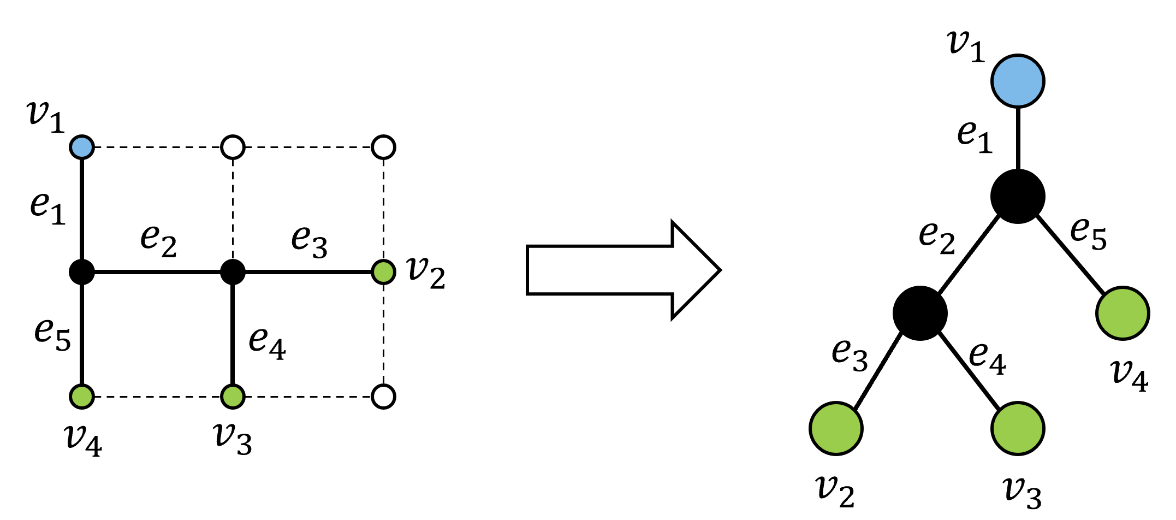 v₁
e₁
e₂
e₃
v₂
e₅
e₄
v₄
v₃
v₁
e₁
e₂
e₅
e₃
e₄
v₄
v₂
v₃